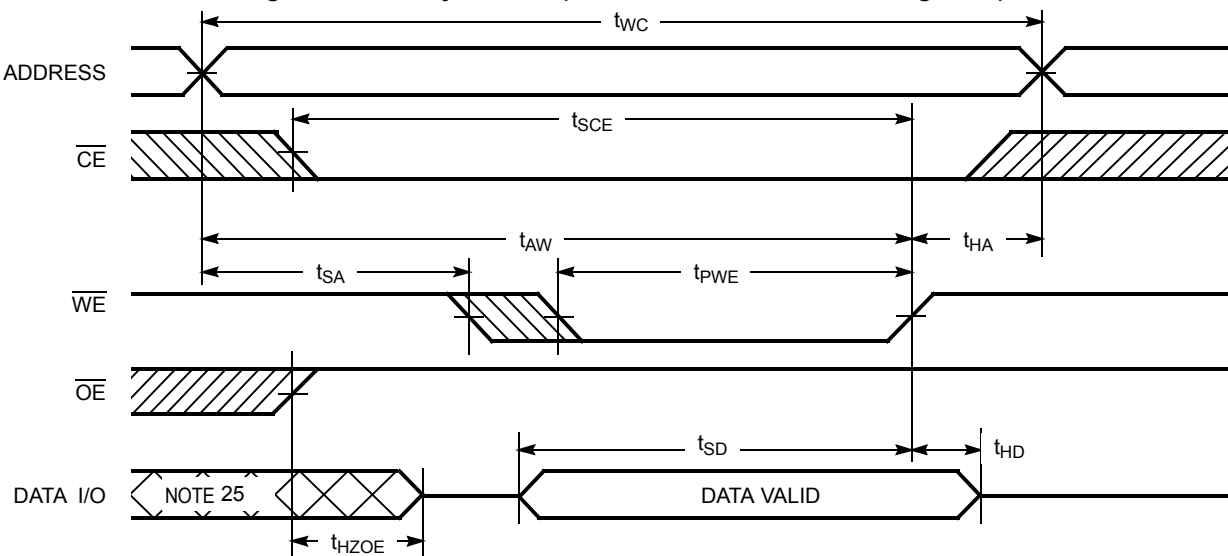 tWC
ADDRESS
tSCE
CE
tAW
tHA
tSA
tPWE
WE
OE
tSD
tHD
DATA I/O
NOTE 25
DATA VALID
tHZOE